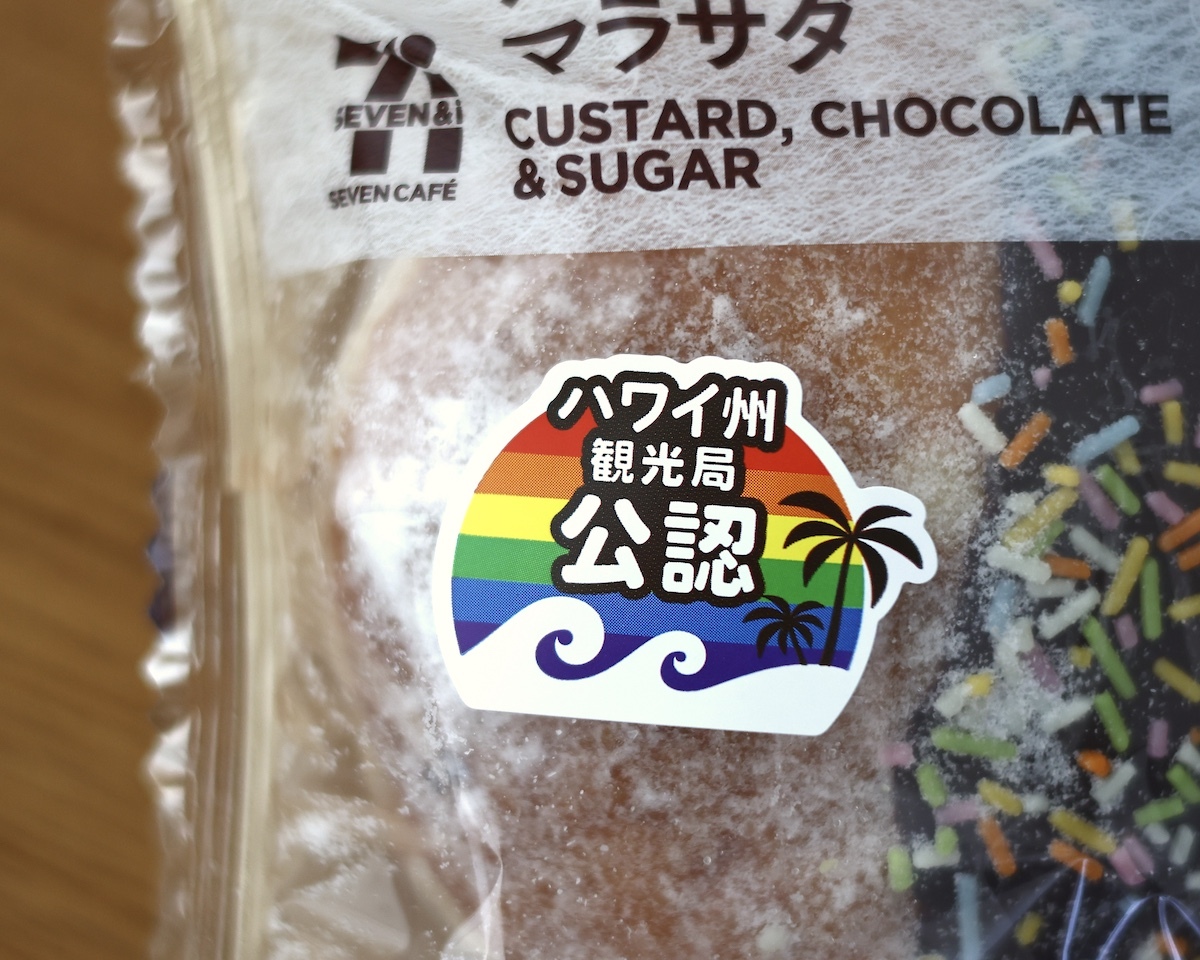 マラサダ
CUSTARD, CHOCOLATE
& SUGAR
SEVEN&i
SEVEN CAFÉ
ハワイ州
観光局
公認